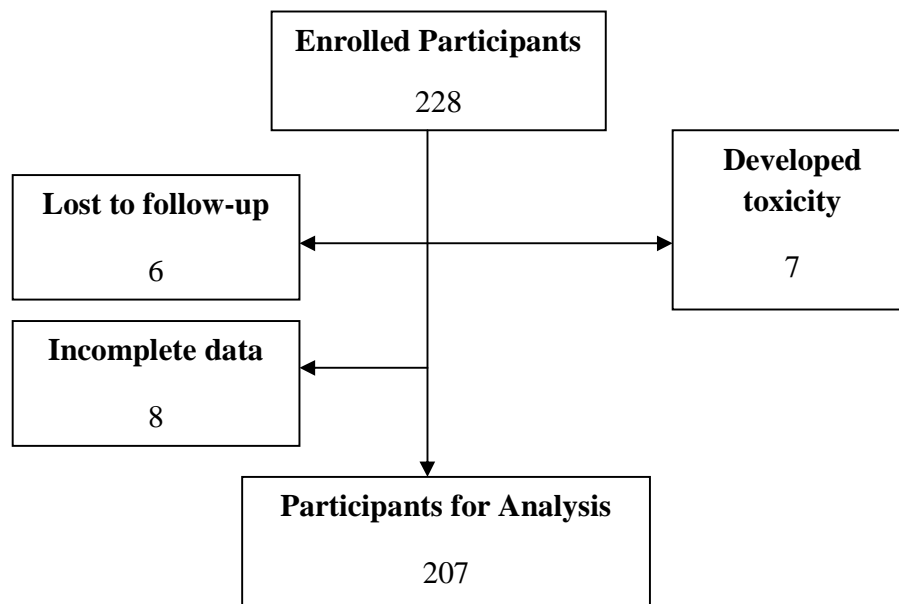 Enrolled Participants
228
Developed
toxicity
7
Lost to follow-up
6
Incomplete data
8
Participants for Analysis
207